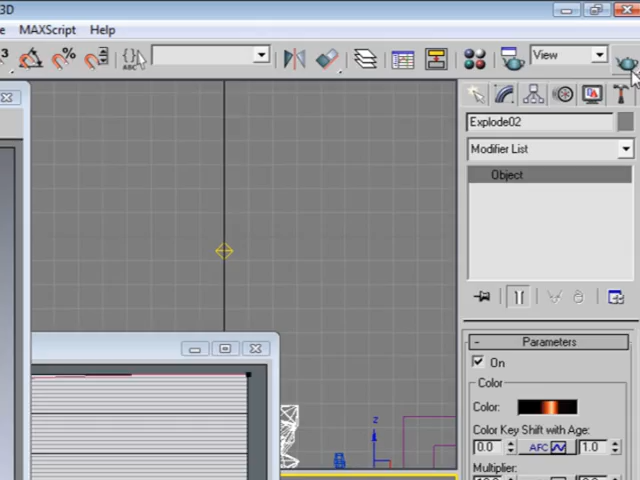 3D
e MAXScript Help
3 % {} ABC View
Explode02
Modifier List
Object
- Parameters
On
Color
Color:
Color Key Shift with Age:
0.0 AFC 1.0
Multiplier:
z